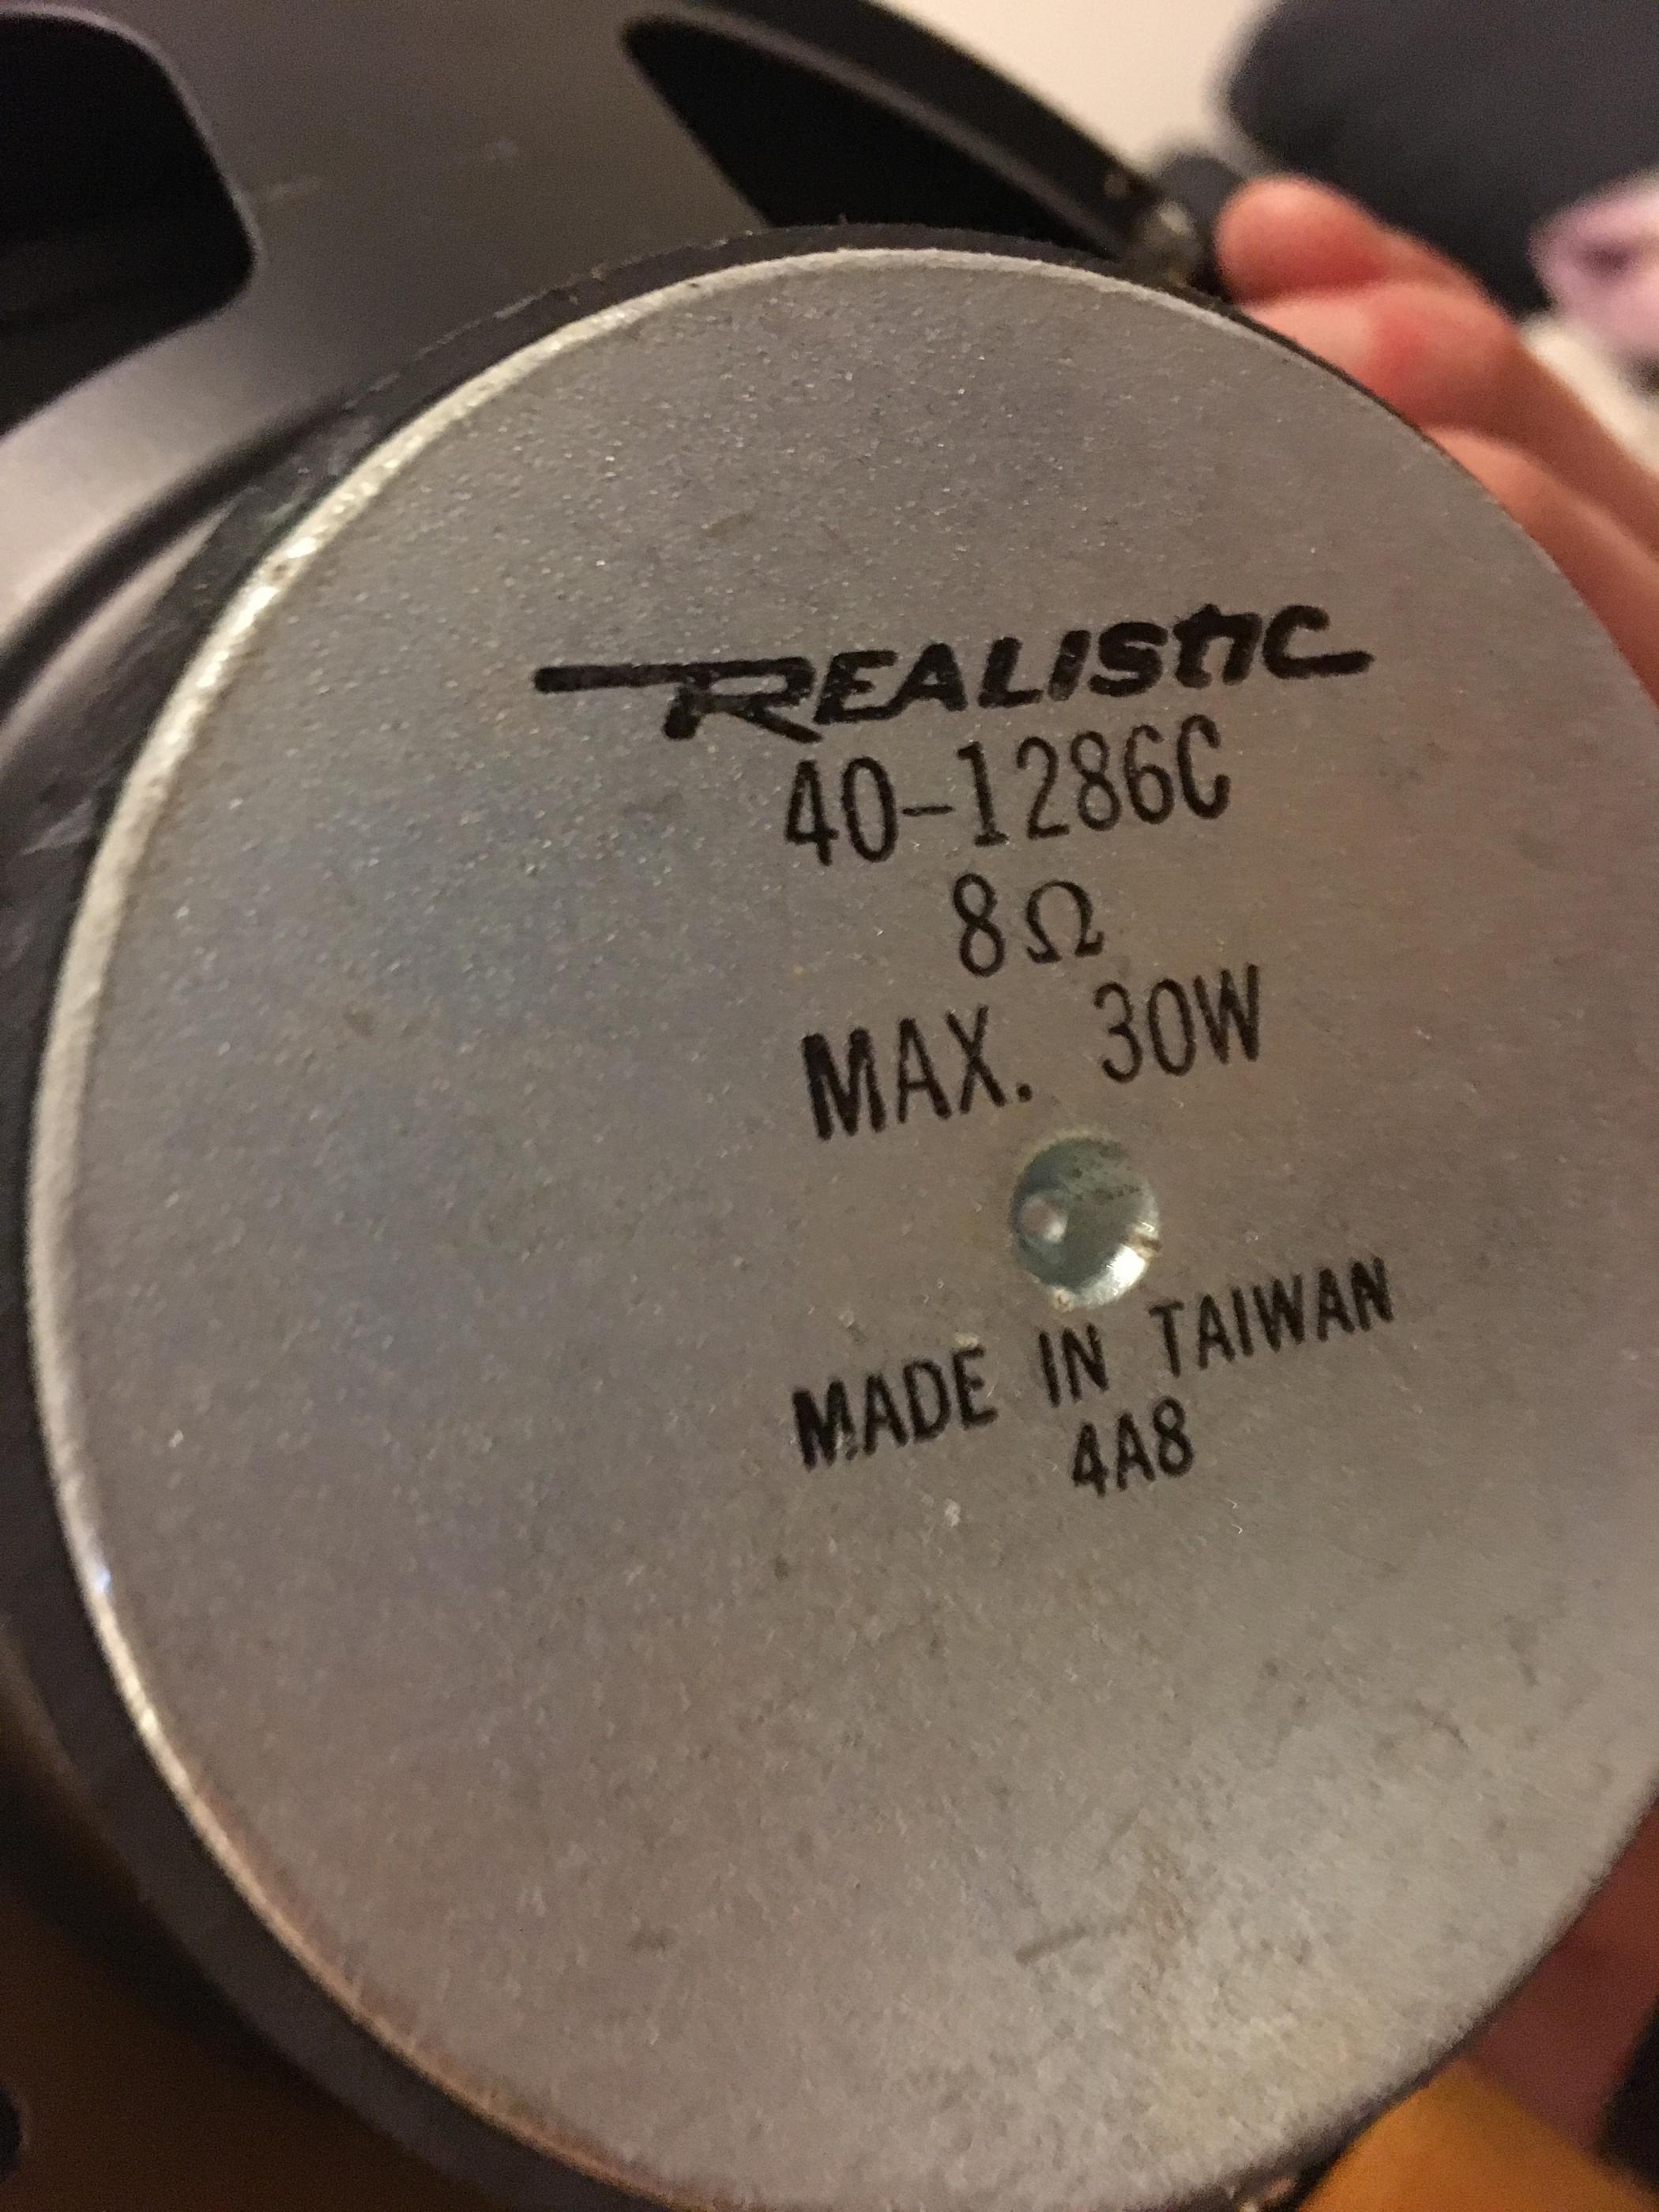 REALISTIC
40-1286C
8Ω
MAX. 30W
MADE IN TAIWAN
4A8